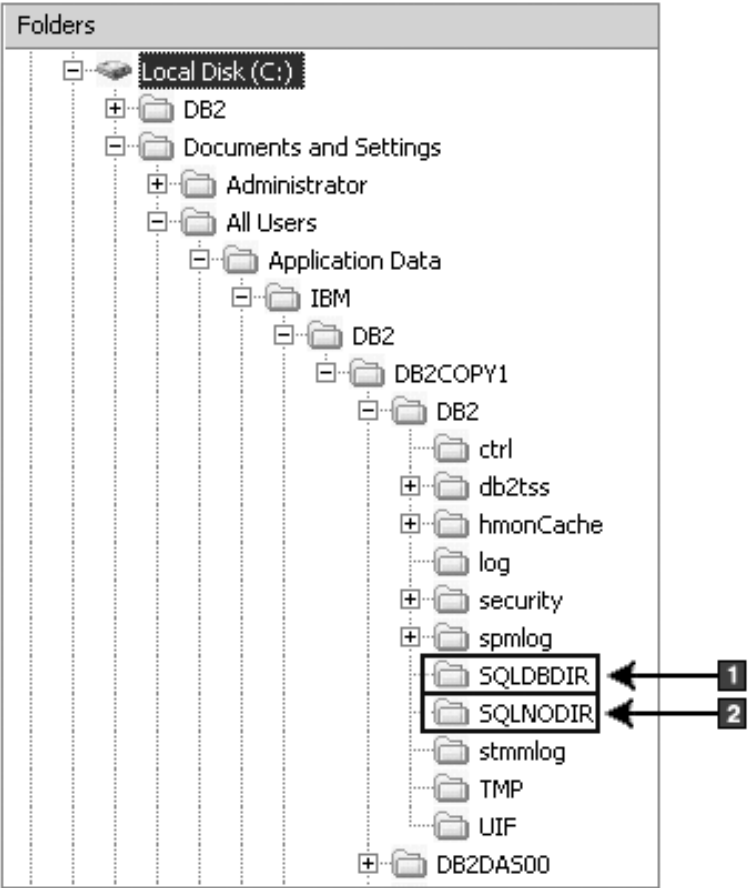 Folders
Local Disk (C:)
DB2
Documents and Settings
Administrator
All Users
Application Data
IBM
DB2
DB2COPY1
DB2
ctrl
db2tss
hmonCache
log
security
spmlog
SQLDBDIR 1
SQLNODIR 2
stmmlog
TMP
UIF
DB2DAS00